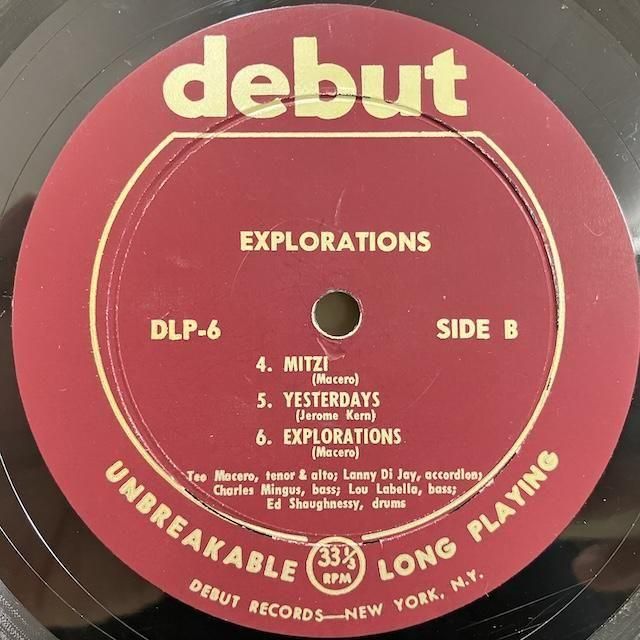 debut
EXPLORATIONS
DLP-6 SIDE B
4. MITZI
(Macero)
5. YESTERDAYS
(Jerome Kern)
6. EXPLORATIONS
(Macero)
Teo Macero, tenor & alto; Lanny Di Jay, accordion;
Charles Mingus, bass; Lou Labella, bass;
Ed Shaughnessy, drums
UNBREAKABLE 33⅓ RPM LONG PLAYING
DEBUT RECORDS—NEW YORK, N.Y.